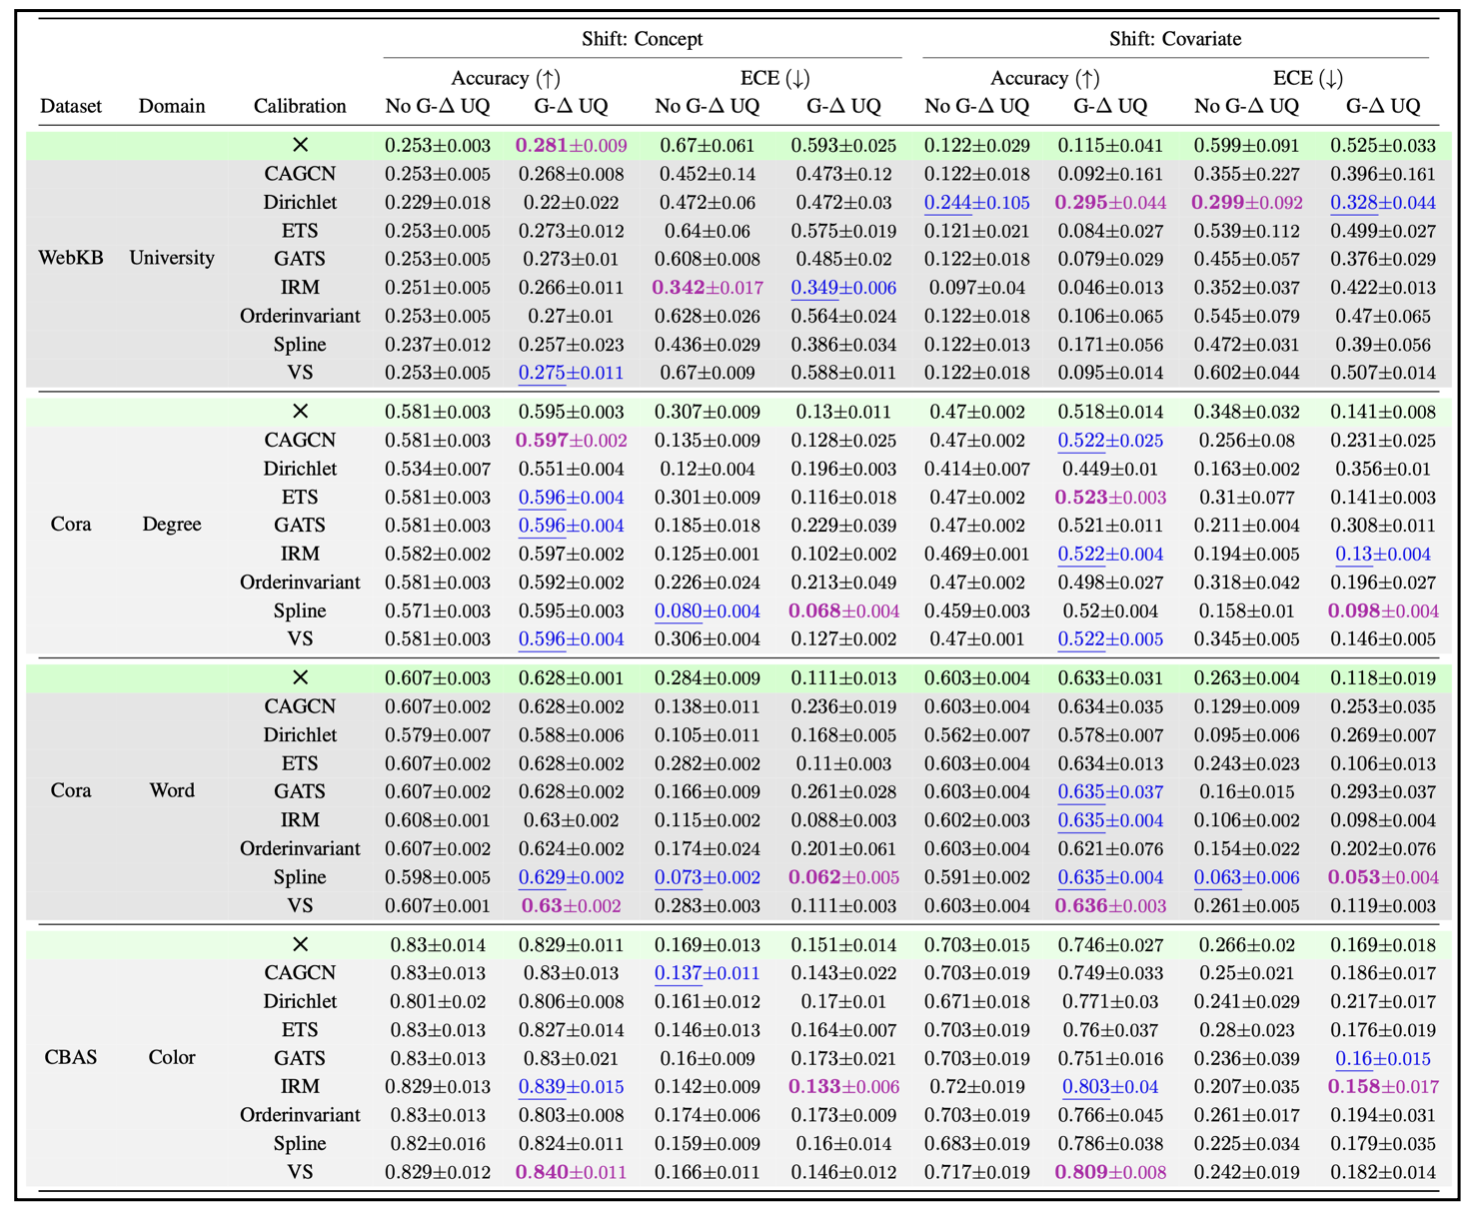 Shift: Concept Shift: Covariate
Accuracy (↑) ECE (↓) Accuracy (↑) ECE (↓)
Dataset Domain Calibration No G-Δ UQ G-Δ UQ No G-Δ UQ G-Δ UQ No G-Δ UQ G-Δ UQ No G-Δ UQ G-Δ UQ
✕ 0.253±0.003 0.281±0.009 0.67±0.061 0.593±0.025 0.122±0.029 0.115±0.041 0.599±0.091 0.525±0.033
CAGCN 0.253±0.005 0.268±0.008 0.452±0.14 0.473±0.12 0.122±0.018 0.092±0.161 0.355±0.227 0.396±0.161
Dirichlet 0.229±0.018 0.22±0.022 0.472±0.06 0.472±0.03 0.244±0.105 0.295±0.044 0.299±0.092 0.328±0.044
ETS 0.253±0.005 0.273±0.012 0.64±0.06 0.575±0.019 0.121±0.021 0.084±0.027 0.539±0.112 0.499±0.027
WebKB University GATS 0.253±0.005 0.273±0.01 0.608±0.008 0.485±0.02 0.122±0.018 0.079±0.029 0.455±0.057 0.376±0.029
IRM 0.251±0.005 0.266±0.011 0.342±0.017 0.349±0.006 0.097±0.04 0.046±0.013 0.352±0.037 0.422±0.013
Orderinvariant 0.253±0.005 0.27±0.01 0.628±0.026 0.564±0.024 0.122±0.018 0.106±0.065 0.545±0.079 0.47±0.065
Spline 0.237±0.012 0.257±0.023 0.436±0.029 0.386±0.034 0.122±0.013 0.171±0.056 0.472±0.031 0.39±0.056
VS 0.253±0.005 0.275±0.011 0.67±0.009 0.588±0.011 0.122±0.018 0.095±0.014 0.602±0.044 0.507±0.014
✕ 0.581±0.003 0.595±0.003 0.307±0.009 0.13±0.011 0.47±0.002 0.518±0.014 0.348±0.032 0.141±0.008
CAGCN 0.581±0.003 0.597±0.002 0.135±0.009 0.128±0.025 0.47±0.002 0.522±0.025 0.256±0.08 0.231±0.025
Dirichlet 0.534±0.007 0.551±0.004 0.12±0.004 0.196±0.003 0.414±0.007 0.449±0.01 0.163±0.002 0.356±0.01
ETS 0.581±0.003 0.596±0.004 0.301±0.009 0.116±0.018 0.47±0.002 0.523±0.003 0.31±0.077 0.141±0.003
Cora Degree GATS 0.581±0.003 0.596±0.004 0.185±0.018 0.229±0.039 0.47±0.002 0.521±0.011 0.211±0.004 0.308±0.011
IRM 0.582±0.002 0.597±0.002 0.125±0.001 0.102±0.002 0.469±0.001 0.522±0.004 0.194±0.005 0.13±0.004
Orderinvariant 0.581±0.003 0.592±0.002 0.226±0.024 0.213±0.049 0.47±0.002 0.498±0.027 0.318±0.042 0.196±0.027
Spline 0.571±0.003 0.595±0.003 0.080±0.004 0.068±0.004 0.459±0.003 0.52±0.004 0.158±0.01 0.098±0.004
VS 0.581±0.003 0.596±0.004 0.306±0.004 0.127±0.002 0.47±0.001 0.522±0.005 0.345±0.005 0.146±0.005
✕ 0.607±0.003 0.628±0.001 0.284±0.009 0.111±0.013 0.603±0.004 0.633±0.031 0.263±0.004 0.118±0.019
CAGCN 0.607±0.002 0.628±0.002 0.138±0.011 0.236±0.019 0.603±0.004 0.634±0.035 0.129±0.009 0.253±0.035
Dirichlet 0.579±0.007 0.588±0.006 0.105±0.011 0.168±0.005 0.562±0.007 0.578±0.007 0.095±0.006 0.269±0.007
ETS 0.607±0.002 0.628±0.002 0.282±0.002 0.11±0.003 0.603±0.004 0.634±0.013 0.243±0.023 0.106±0.013
Cora Word GATS 0.607±0.002 0.628±0.002 0.166±0.009 0.261±0.028 0.603±0.004 0.635±0.037 0.16±0.015 0.293±0.037
IRM 0.608±0.001 0.63±0.002 0.115±0.002 0.088±0.003 0.602±0.003 0.635±0.004 0.106±0.002 0.098±0.004
Orderinvariant 0.607±0.002 0.624±0.002 0.174±0.024 0.201±0.061 0.603±0.004 0.621±0.076 0.154±0.022 0.202±0.076
Spline 0.598±0.005 0.629±0.002 0.073±0.002 0.062±0.005 0.591±0.002 0.635±0.004 0.063±0.006 0.053±0.004
VS 0.607±0.001 0.63±0.002 0.283±0.003 0.111±0.003 0.603±0.004 0.636±0.003 0.261±0.005 0.119±0.003
✕ 0.83±0.014 0.829±0.011 0.169±0.013 0.151±0.014 0.703±0.015 0.746±0.027 0.266±0.02 0.169±0.018
CAGCN 0.83±0.013 0.83±0.013 0.137±0.011 0.143±0.022 0.703±0.019 0.749±0.033 0.25±0.021 0.186±0.017
Dirichlet 0.801±0.02 0.806±0.008 0.161±0.012 0.17±0.01 0.671±0.018 0.771±0.03 0.241±0.029 0.217±0.017
ETS 0.83±0.013 0.827±0.014 0.146±0.013 0.164±0.007 0.703±0.019 0.76±0.037 0.28±0.023 0.176±0.019
CBAS Color GATS 0.83±0.013 0.83±0.021 0.16±0.009 0.173±0.021 0.703±0.019 0.751±0.016 0.236±0.039 0.16±0.015
IRM 0.829±0.013 0.839±0.015 0.142±0.009 0.133±0.006 0.72±0.019 0.803±0.04 0.207±0.035 0.158±0.017
Orderinvariant 0.83±0.013 0.803±0.008 0.174±0.006 0.173±0.009 0.703±0.019 0.766±0.045 0.261±0.017 0.194±0.031
Spline 0.82±0.016 0.824±0.011 0.159±0.009 0.16±0.014 0.683±0.019 0.786±0.038 0.225±0.034 0.179±0.035
VS 0.829±0.012 0.840±0.011 0.166±0.011 0.146±0.012 0.717±0.019 0.809±0.008 0.242±0.019 0.182±0.014